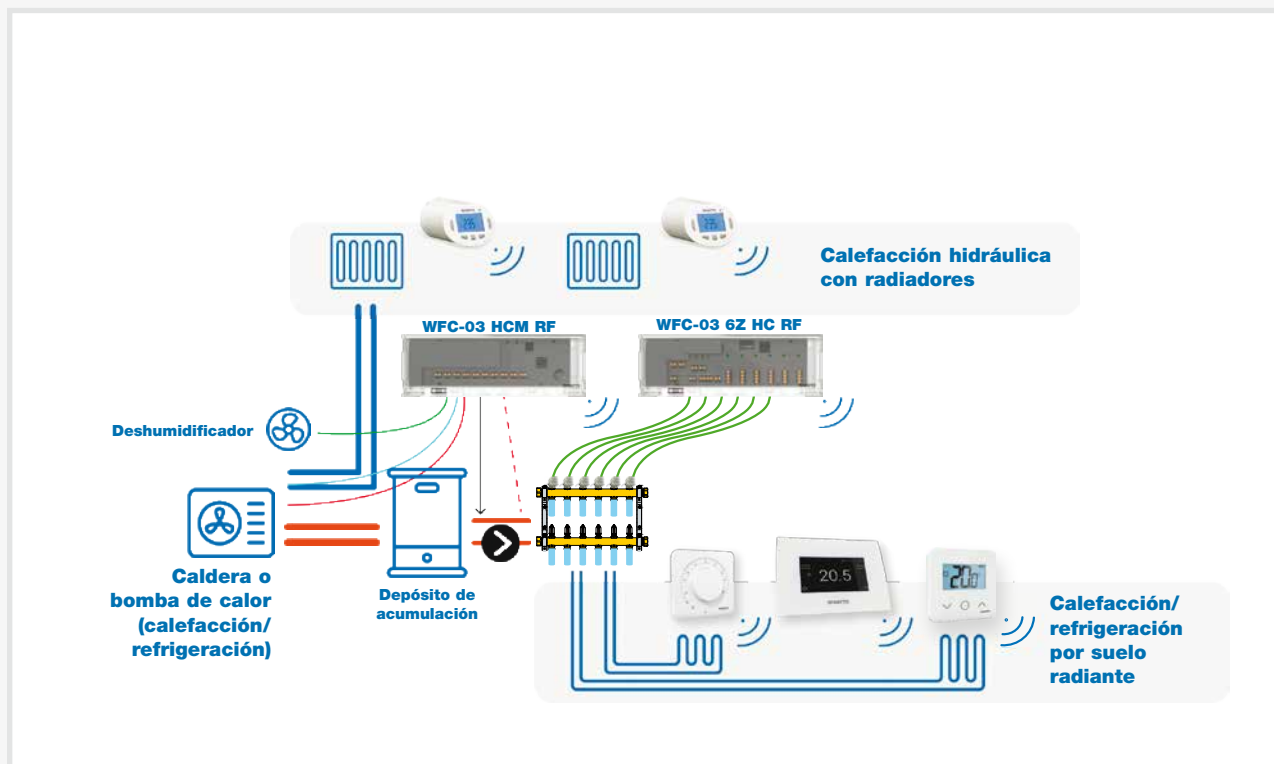 Calefacción hidráulica
con radiadores
WFC-03 HCM RF
WFC-03 6Z HC RF
Deshumidificador
Caldera o
bomba de calor
(calefacción/
refrigeración)
Depósito de
acumulación
20.5
Calefacción/
refrigeración
por suelo
radiante